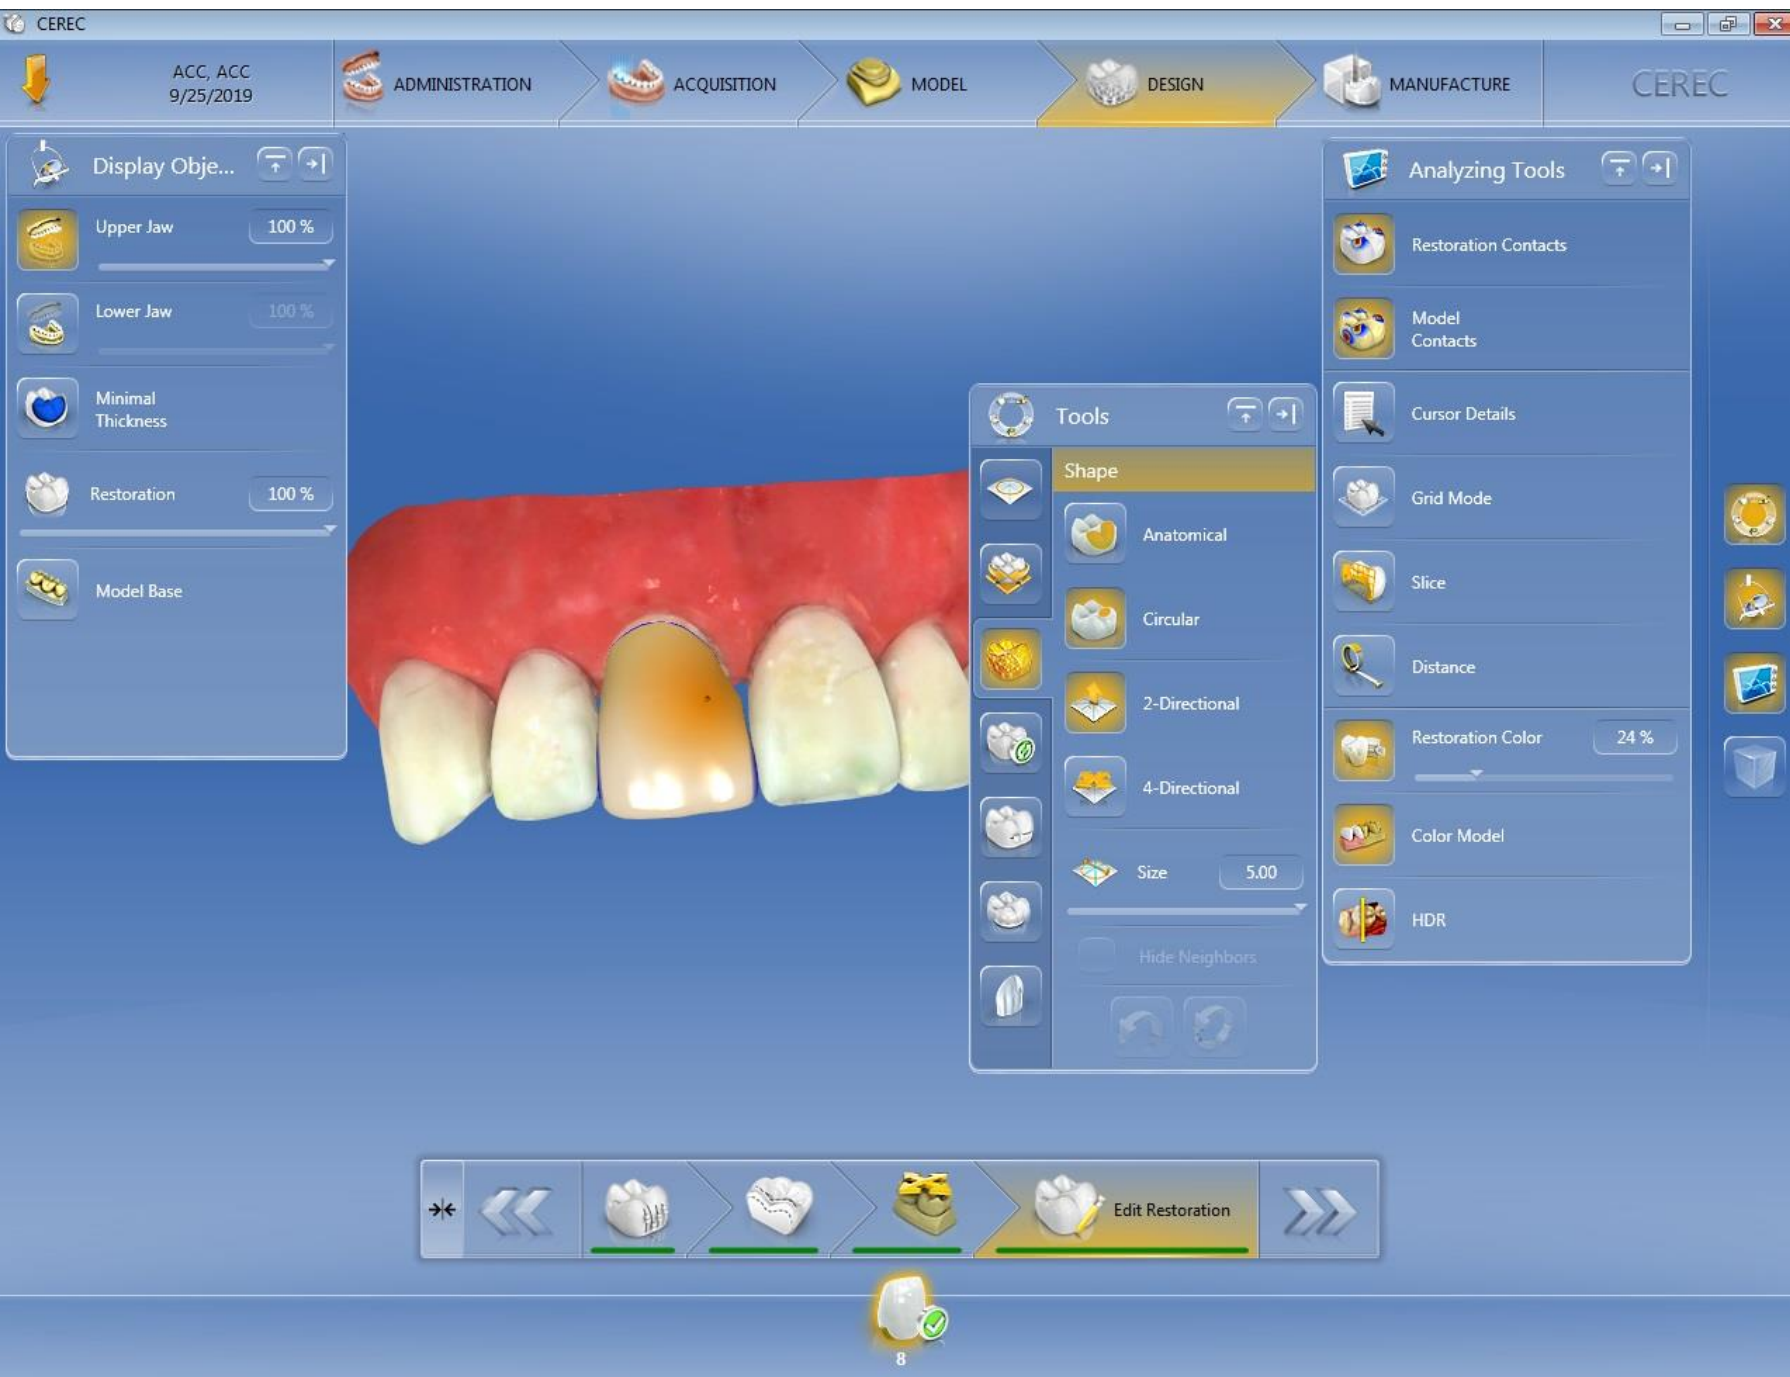 CEREC
ACC, ACC
9/25/2019
ADMINISTRATION
ACQUISITION
MODEL
DESIGN
MANUFACTURE
CEREC
Display Obje...
Upper Jaw
100 %
Lower Jaw
100 %
Minimal
Thickness
Restoration
100 %
Model Base
Tools
Shape
Anatomical
Circular
2-Directional
4-Directional
Size
5.00
Hide Neighbors
Analyzing Tools
Restoration Contacts
Model
Contacts
Cursor Details
Grid Mode
Slice
Distance
Restoration Color
24 %
Color Model
HDR
Edit Restoration
8